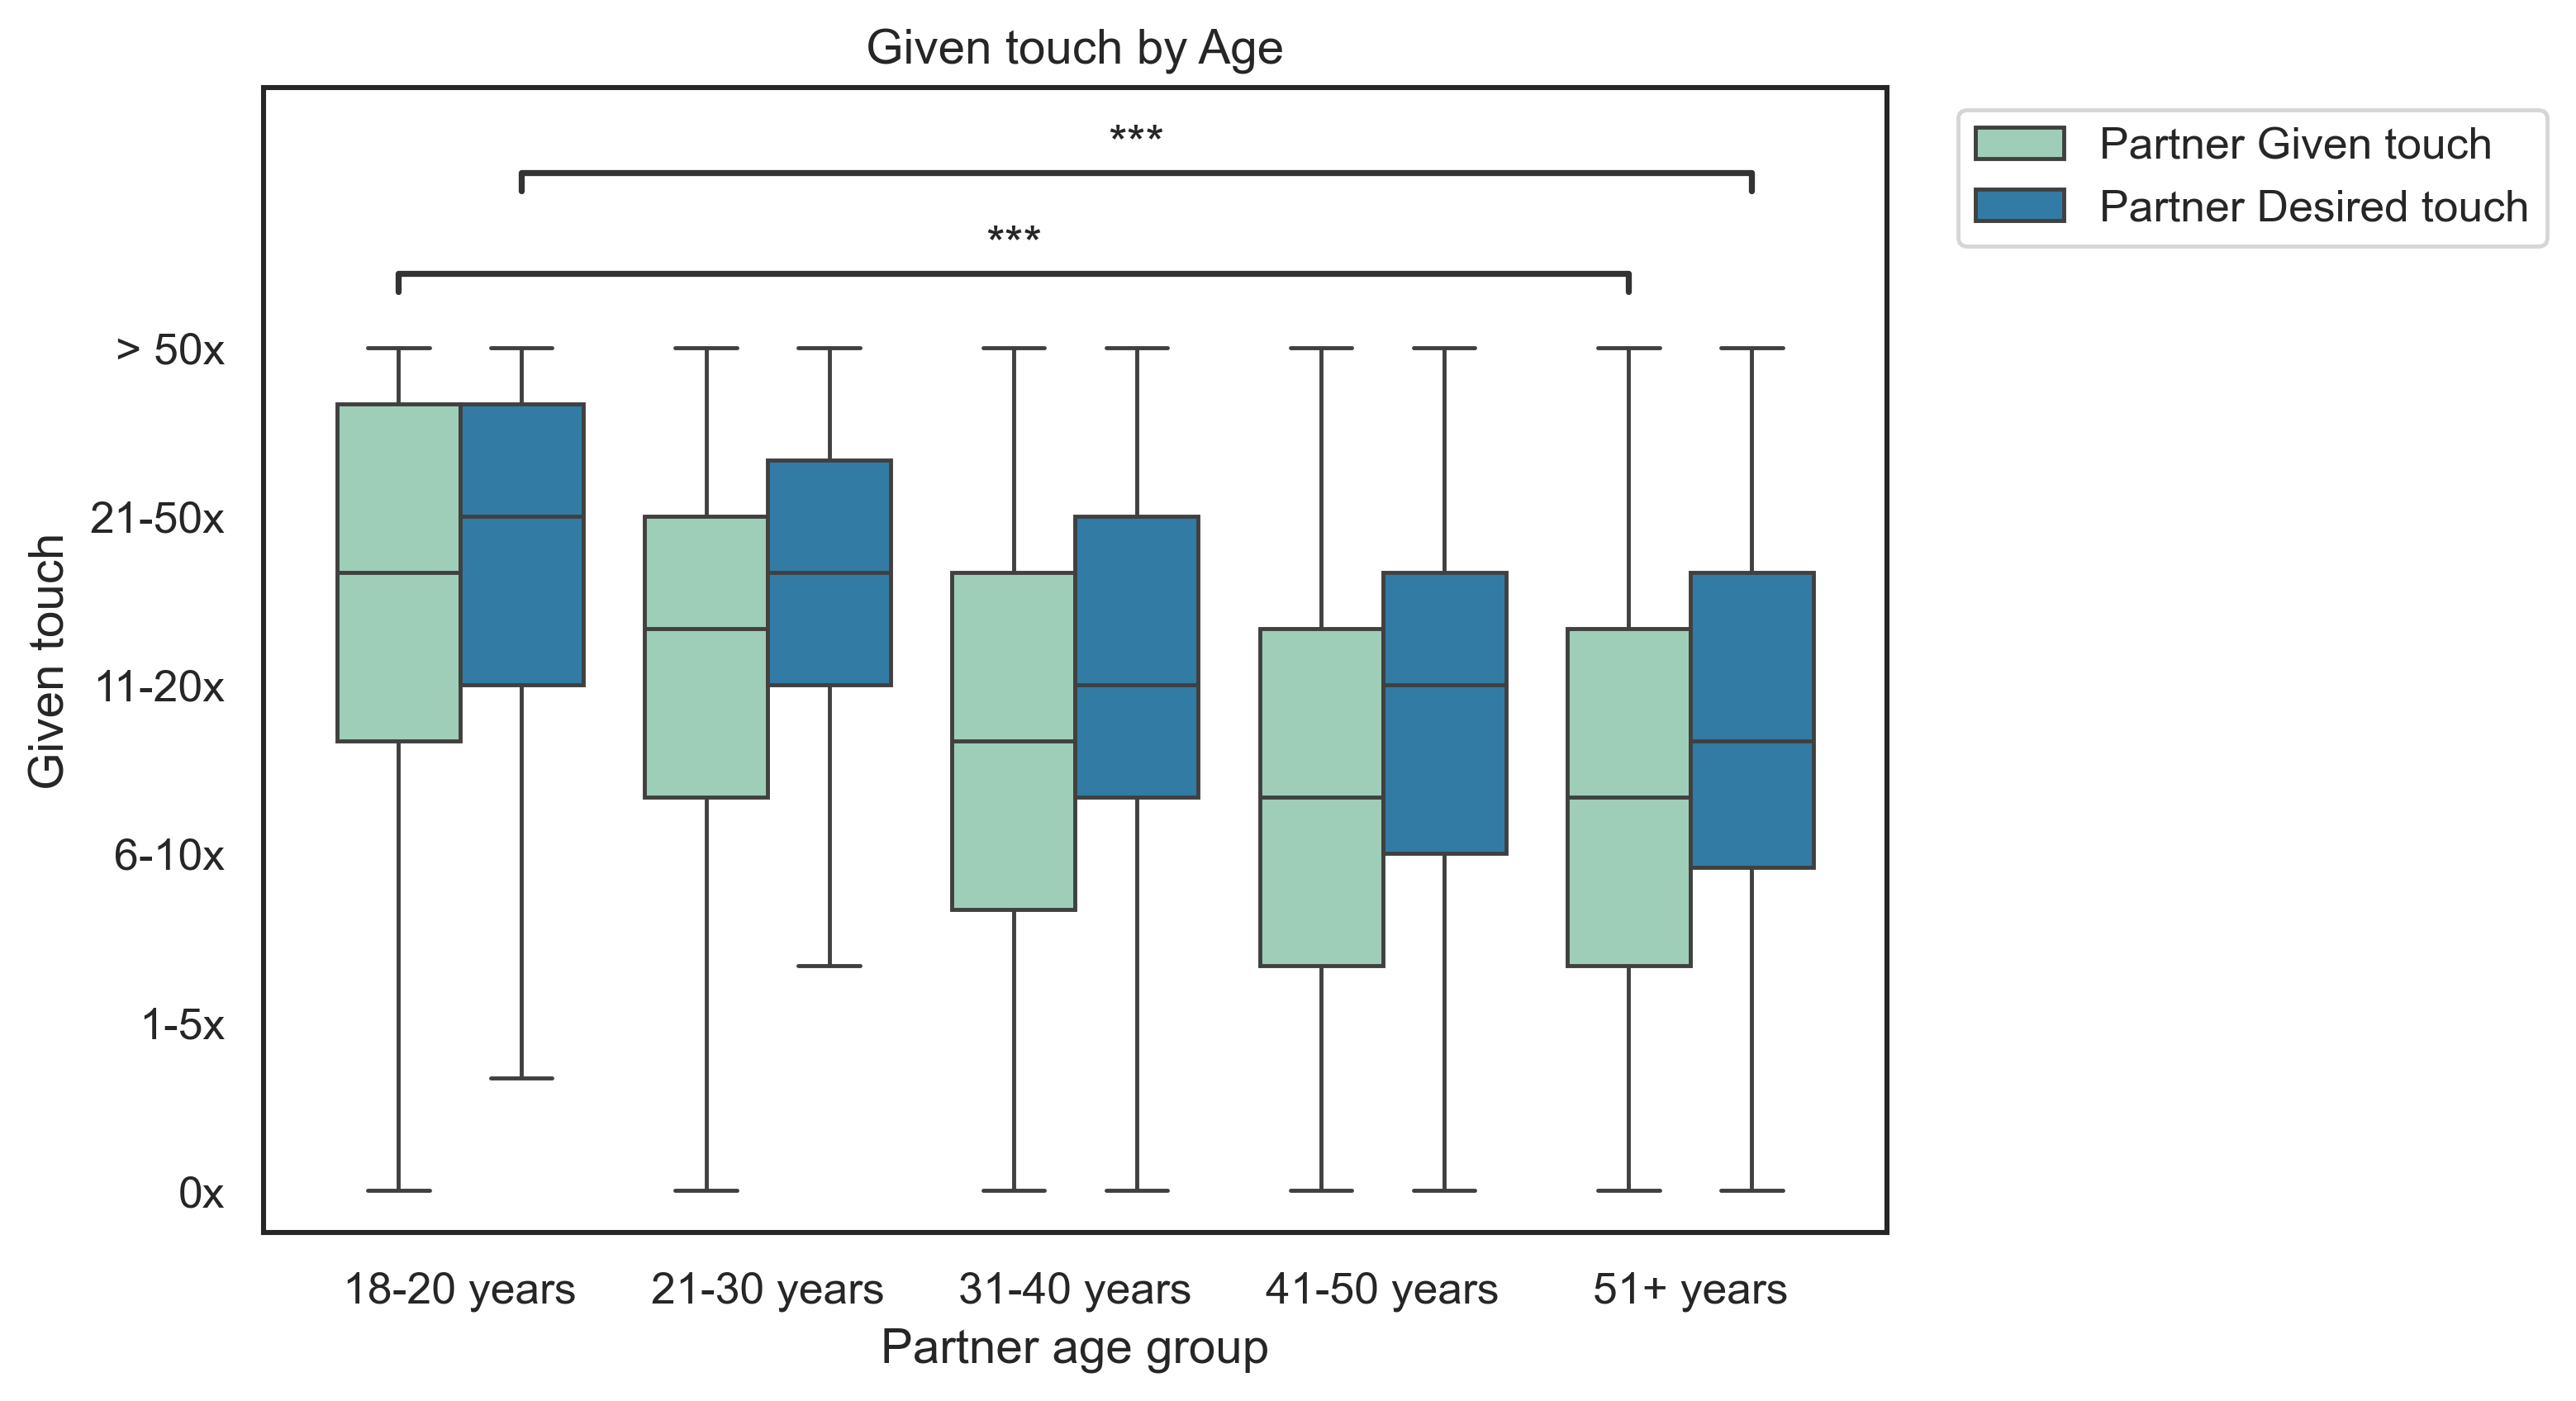 Given touch by Age
***
***
Partner Given touch
Partner Desired touch
Given touch
> 50x
21-50x
11-20x
6-10x
1-5x
0x
18-20 years
21-30 years
31-40 years
41-50 years
51+ years
Partner age group